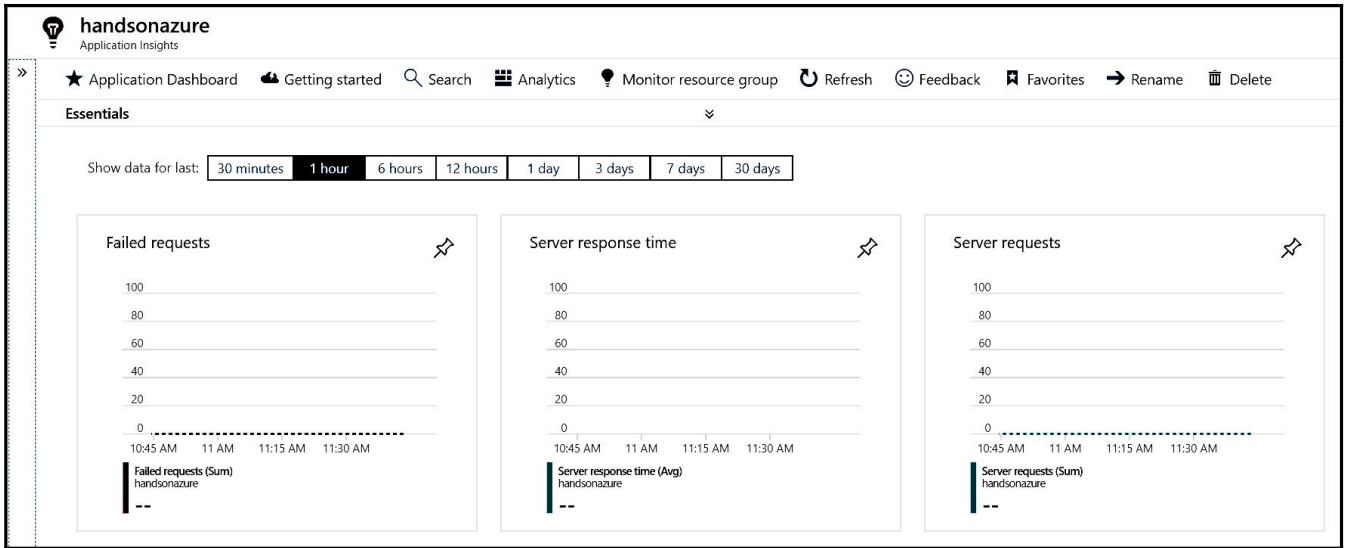 handsonazure
Application Insights
»
Application Dashboard Getting started Search Analytics Monitor resource group Refresh Feedback Favorites Rename Delete
Essentials
Show data for last: 30 minutes 1 hour 6 hours 12 hours 1 day 3 days 7 days 30 days
Failed requests
100
80
60
40
20
0
10:45 AM 11 AM 11:15 AM 11:30 AM
Failed requests (Sum)
handsonazure
--
Server response time
100
80
60
40
20
0
10:45 AM 11 AM 11:15 AM 11:30 AM
Server response time (Avg)
handsonazure
--
Server requests
100
80
60
40
20
0
10:45 AM 11 AM 11:15 AM 11:30 AM
Server requests (Sum)
handsonazure
--